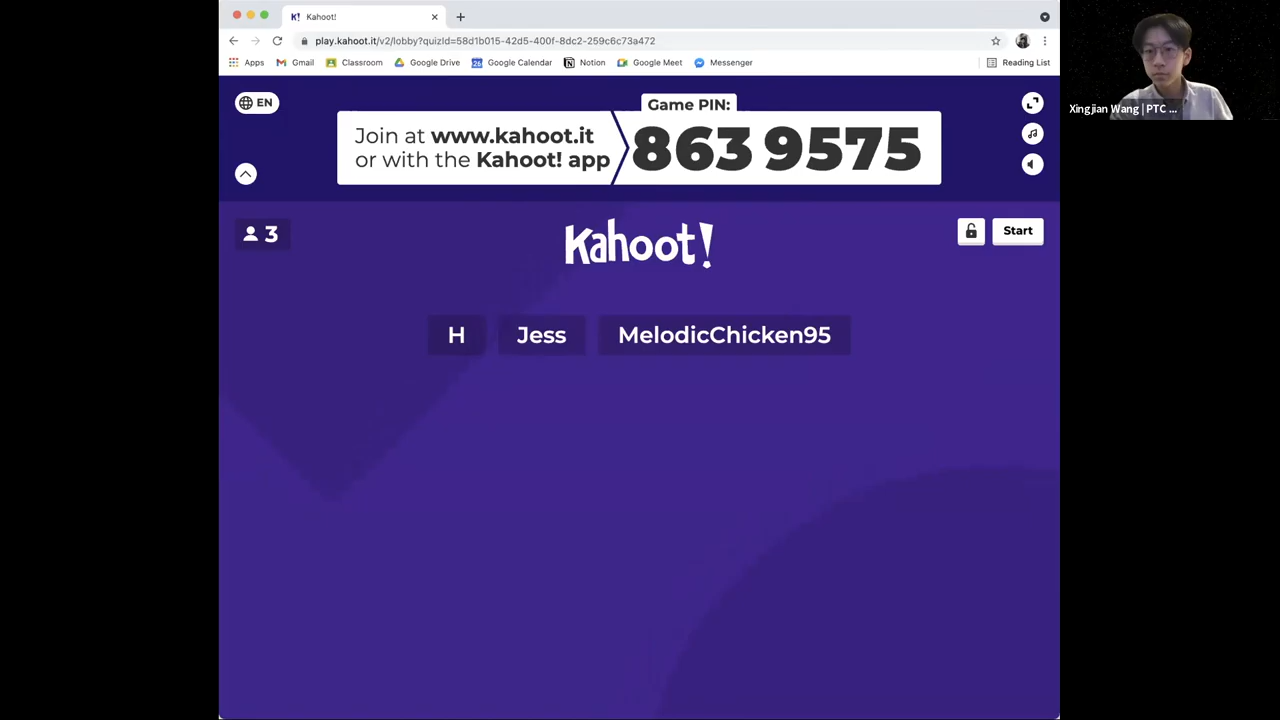 Kahoot!
play.kahoot.it/v2/lobby?quizId=58d1b015-42d5-400f-8dc2-259c6c73a472
Apps Gmail Classroom Google Drive 26 Google Calendar Notion Google Meet Messenger Reading List
EN
Join at www.kahoot.it
or with the Kahoot! app
Game PIN:
863 9575
3
Kahoot!
Start
H Jess MelodicChicken95
Xingjian Wang | PTC ...